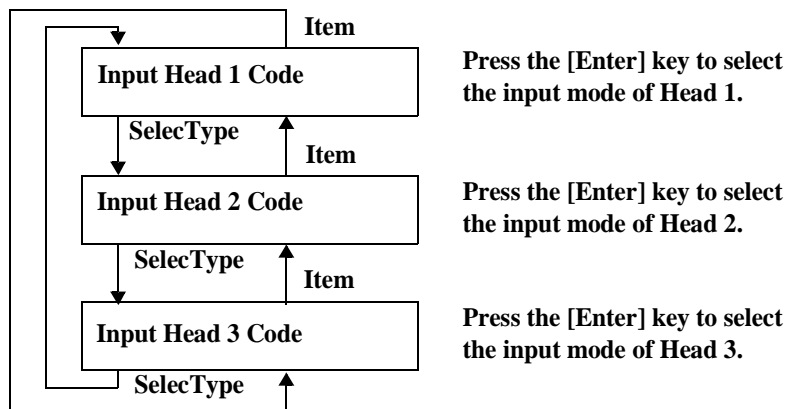 Item
Input Head 1 Code
Press the [Enter] key to select
the input mode of Head 1.
SelecType
Item
Input Head 2 Code
Press the [Enter] key to select
the input mode of Head 2.
SelecType
Item
Input Head 3 Code
Press the [Enter] key to select
the input mode of Head 3.
SelecType